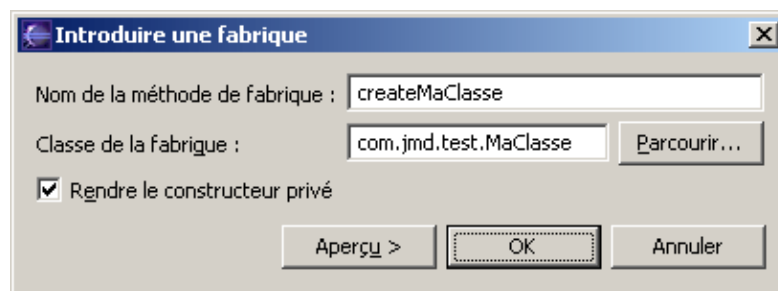 Introduire une fabrique
Nom de la méthode de fabrique : createMaClasse
Classe de la fabrique : com.jmd.test.MaClasse Parcourir...
Rendre le constructeur privé
Aperçu > OK Annuler